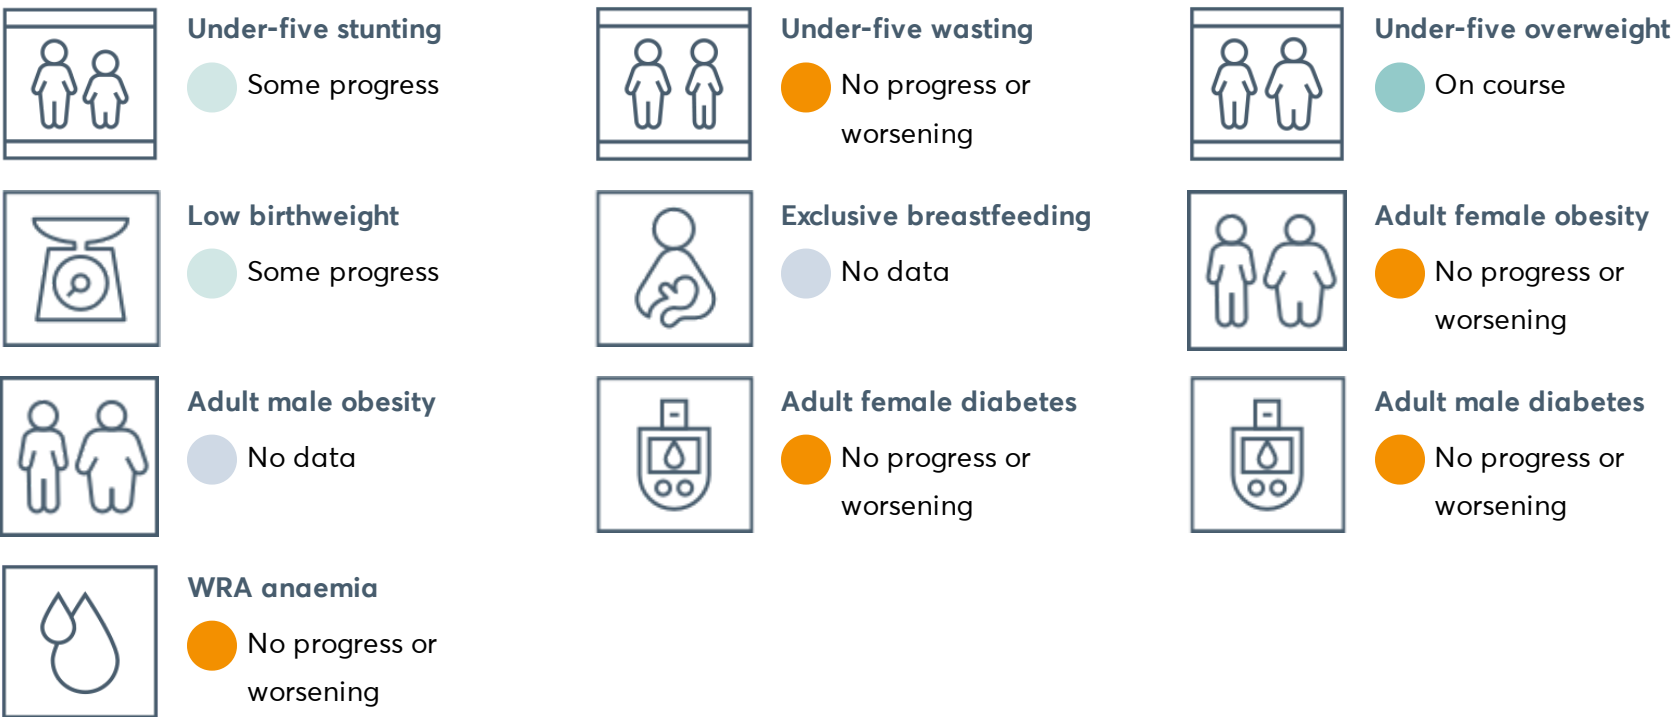 Under-five stunting
Some progress
Under-five wasting
No progress or
worsening
Under-five overweight
On course
Low birthweight
Some progress
Exclusive breastfeeding
No data
Adult female obesity
No progress or
worsening
Adult male obesity
No data
Adult female diabetes
No progress or
worsening
Adult male diabetes
No progress or
worsening
WRA anaemia
No progress or
worsening